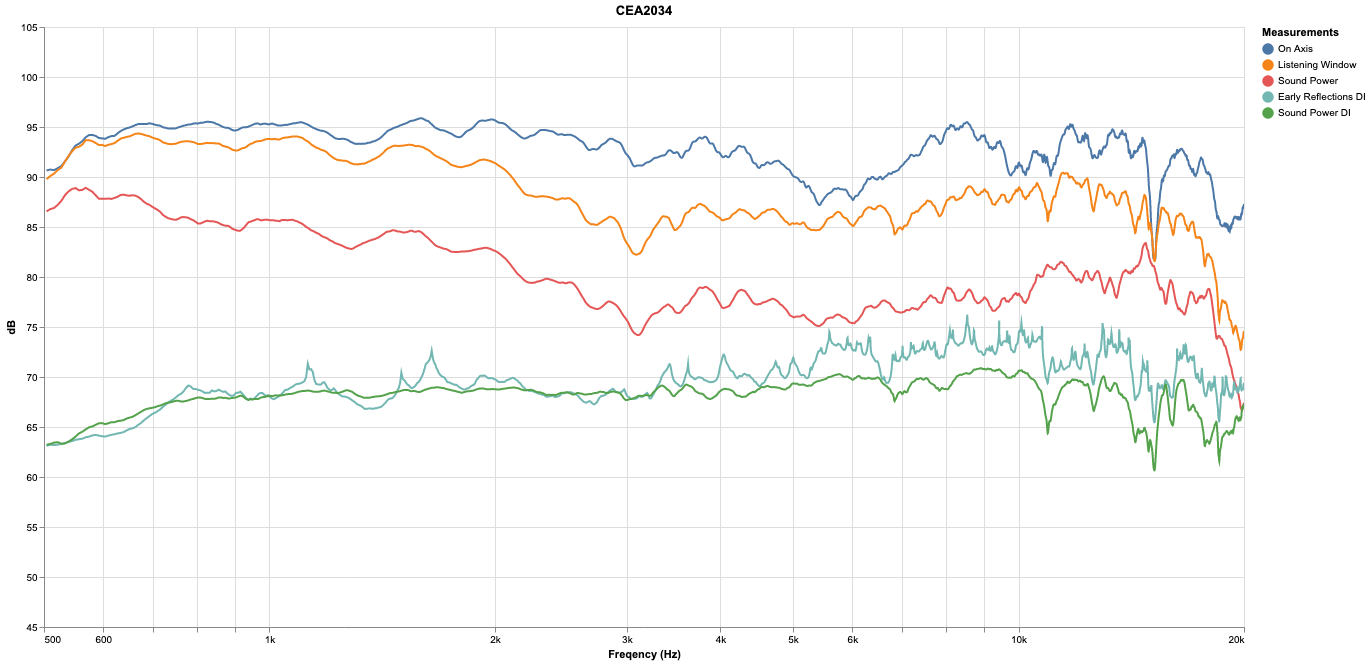 CEA2034
105
100
95
90
85
80
75
70
65
60
55
50
45
dB
500 600 1k 2k 3k 4k 5k 6k 10k 20k
Freqency (Hz)
Measurements
On Axis
Listening Window
Sound Power
Early Reflections DI
Sound Power DI